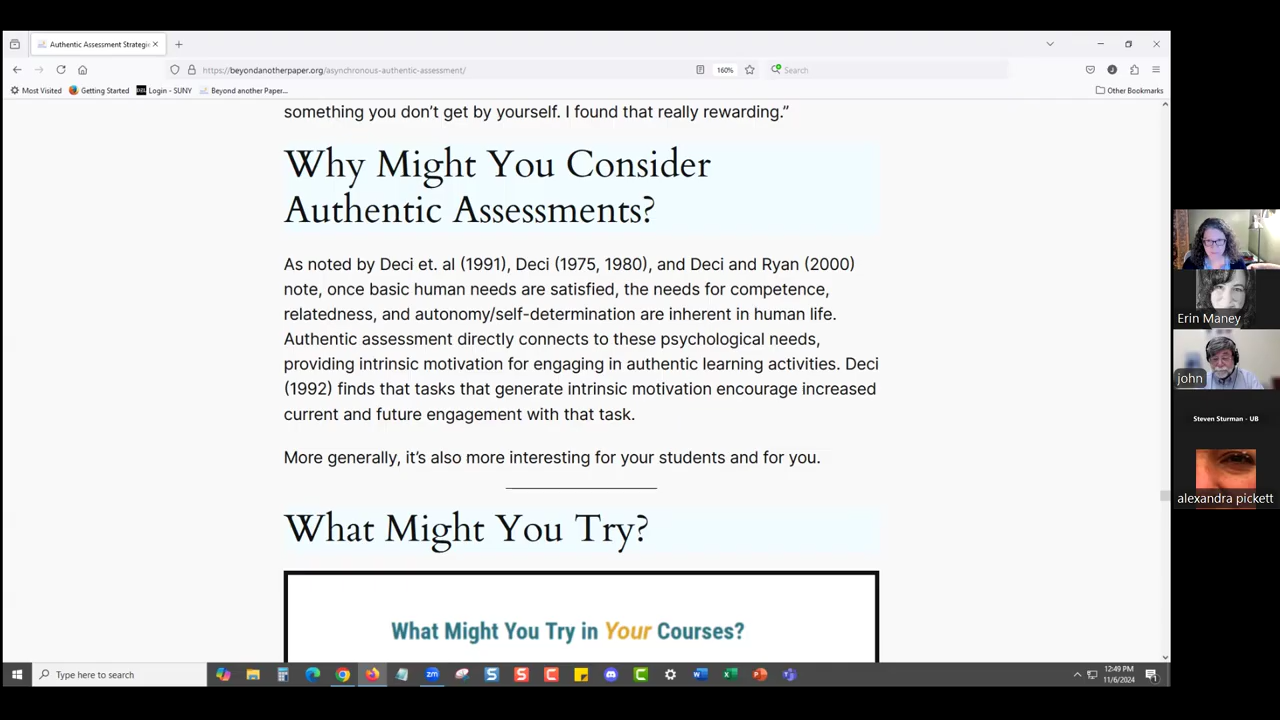 Authentic Assessment Strategi
https://beyondanotherpaper.org/asynchronous-authentic-assessment/
160%
Search
Most Visited
Getting Started
Login - SUNY
Beyond another Paper...
Other Bookmarks
something you don't get by yourself. I found that really rewarding."
Why Might You Consider
Authentic Assessments?
As noted by Deci et. al (1991), Deci (1975, 1980), and Deci and Ryan (2000)
note, once basic human needs are satisfied, the needs for competence,
relatedness, and autonomy/self-determination are inherent in human life.
Authentic assessment directly connects to these psychological needs,
providing intrinsic motivation for engaging in authentic learning activities. Deci
(1992) finds that tasks that generate intrinsic motivation encourage increased
current and future engagement with that task.
More generally, it's also more interesting for your students and for you.
What Might You Try?
What Might You Try in Your Courses?
Erin Maney
john
Steven Sturman - UB
alexandra pickett
Type here to search
12:49 PM
11/6/2024